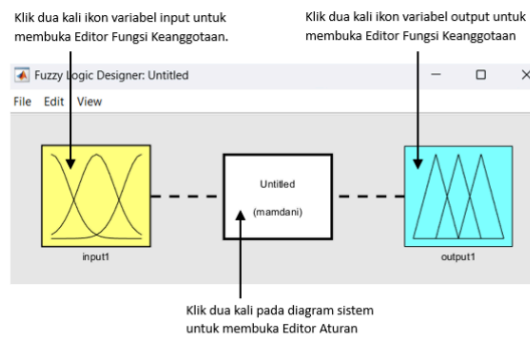 Klik dua kali ikon variabel input untuk
membuka Editor Fungsi Keanggotaan.
Klik dua kali ikon variabel output untuk
membuka Editor Fungsi Keanggotaan
Fuzzy Logic Designer: Untitled
File Edit View
Untitled
(mamdani)
input1
output1
Klik dua kali pada diagram sistem
untuk membuka Editor Aturan